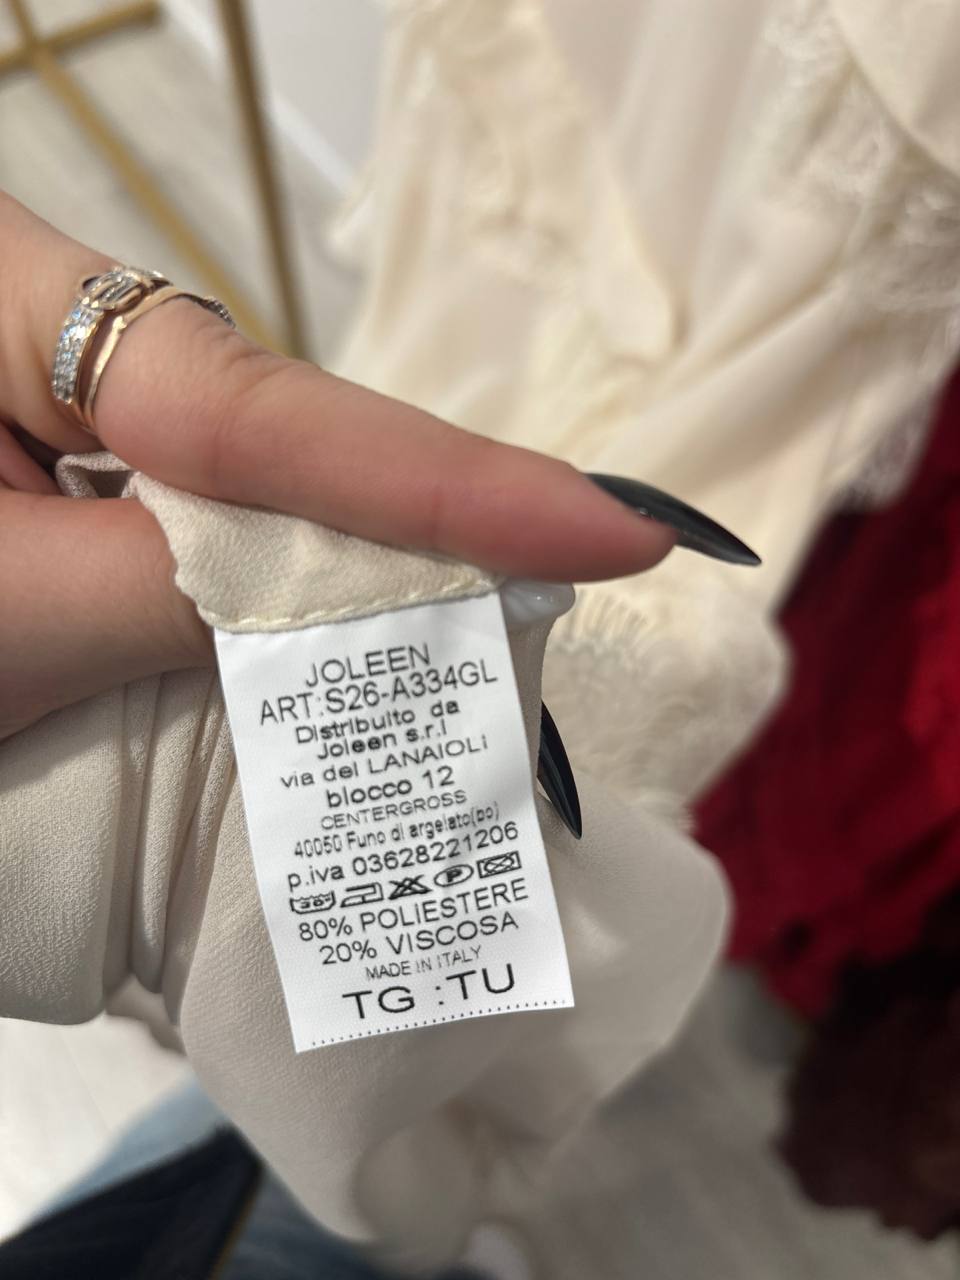 JOLEEN
ART:S26-A334GL
Distribuito da
Joleen s.r.l
via del LANAIOLi
blocco 12
CENTERGROSS
40050 Funo di argelato(bo)
p.iva 03628221206
30 P
80% POLIESTERE
20% VISCOSA
MADE IN ITALY
TG :TU